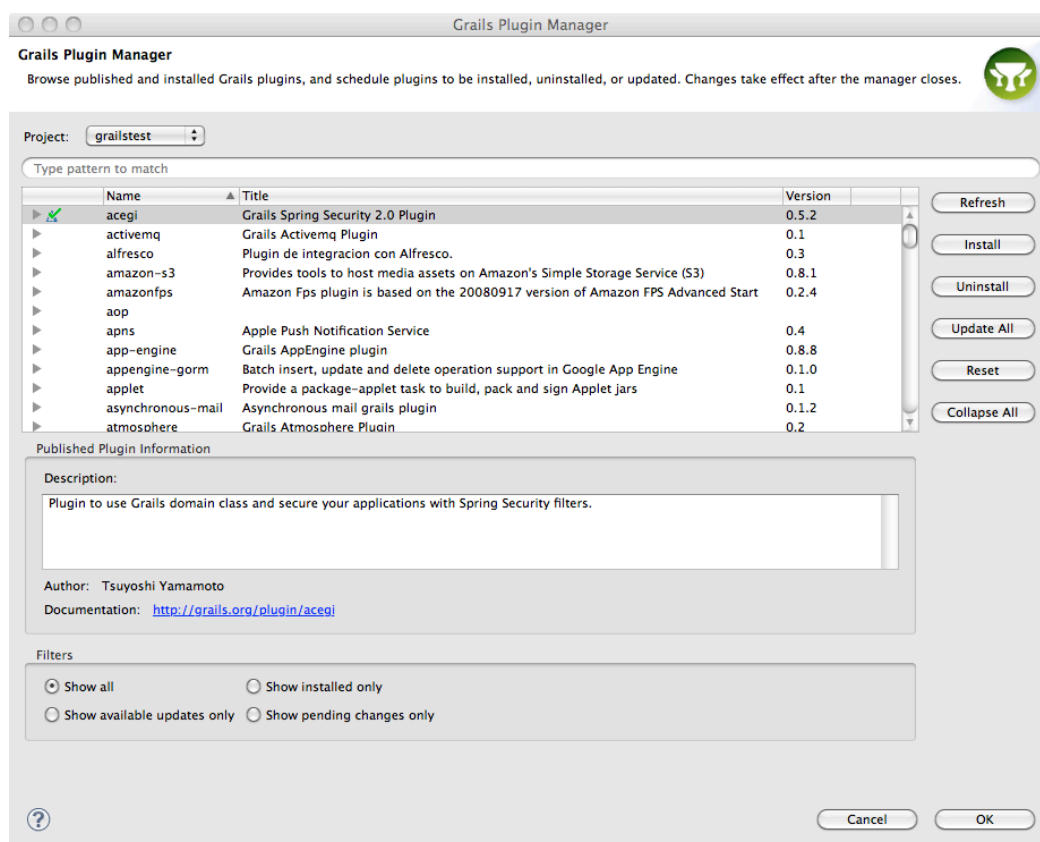 Grails Plugin Manager
Grails Plugin Manager
Browse published and installed Grails plugins, and schedule plugins to be installed, uninstalled, or updated. Changes take effect after the manager closes.
Project: grailstest
Type pattern to match
Name Title Version
acegi Grails Spring Security 2.0 Plugin 0.5.2
activemq Grails Activemq Plugin 0.1
alfresco Plugin de integracion con Alfresco. 0.3
amazon-s3 Provides tools to host media assets on Amazon's Simple Storage Service (S3) 0.8.1
amazonfps Amazon Fps plugin is based on the 20080917 version of Amazon FPS Advanced Start 0.2.4
aop
apns Apple Push Notification Service 0.4
app-engine Grails AppEngine plugin 0.8.8
appengine-gorm Batch insert, update and delete operation support in Google App Engine 0.1.0
applet Provide a package-applet task to build, pack and sign Applet jars 0.1
asynchronous-mail Asynchronous mail grails plugin 0.1.2
atmosphere Grails Atmosphere Plugin 0.2
Refresh
Install
Uninstall
Update All
Reset
Collapse All
Published Plugin Information
Description:
Plugin to use Grails domain class and secure your applications with Spring Security filters.
Author: Tsuyoshi Yamamoto
Documentation: http://grails.org/plugin/acegi
Filters
Show all Show installed only
Show available updates only Show pending changes only
? Cancel OK